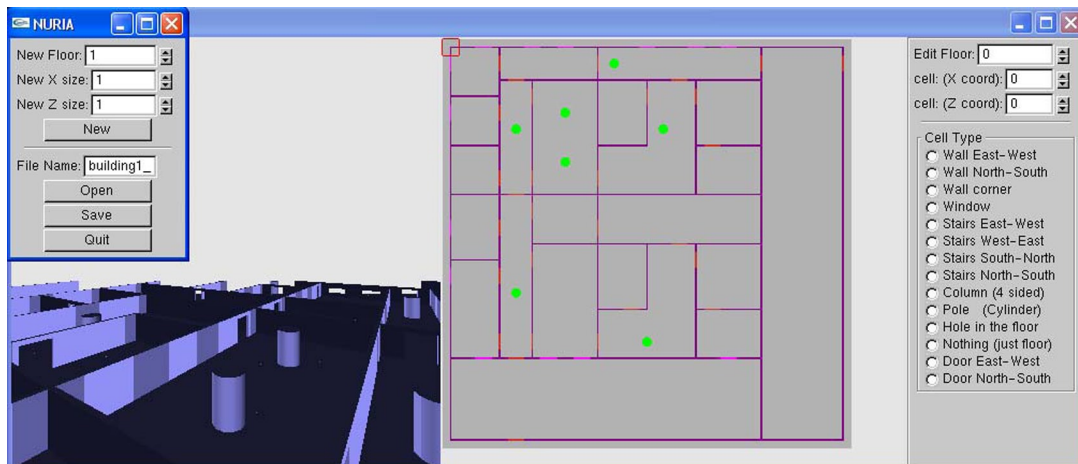 NURIA
New Floor: 1
New X size: 1
New Z size: 1
New
File Name: building1_
Open
Save
Quit
Edit Floor: 0
cell: (X coord): 0
cell: (Z coord): 0
Cell Type
Wall East-West
Wall North-South
Wall corner
Window
Stairs East-West
Stairs West-East
Stairs South-North
Stairs North-South
Column (4 sided)
Pole (Cylinder)
Hole in the floor
Nothing (just floor)
Door East-West
Door North-South